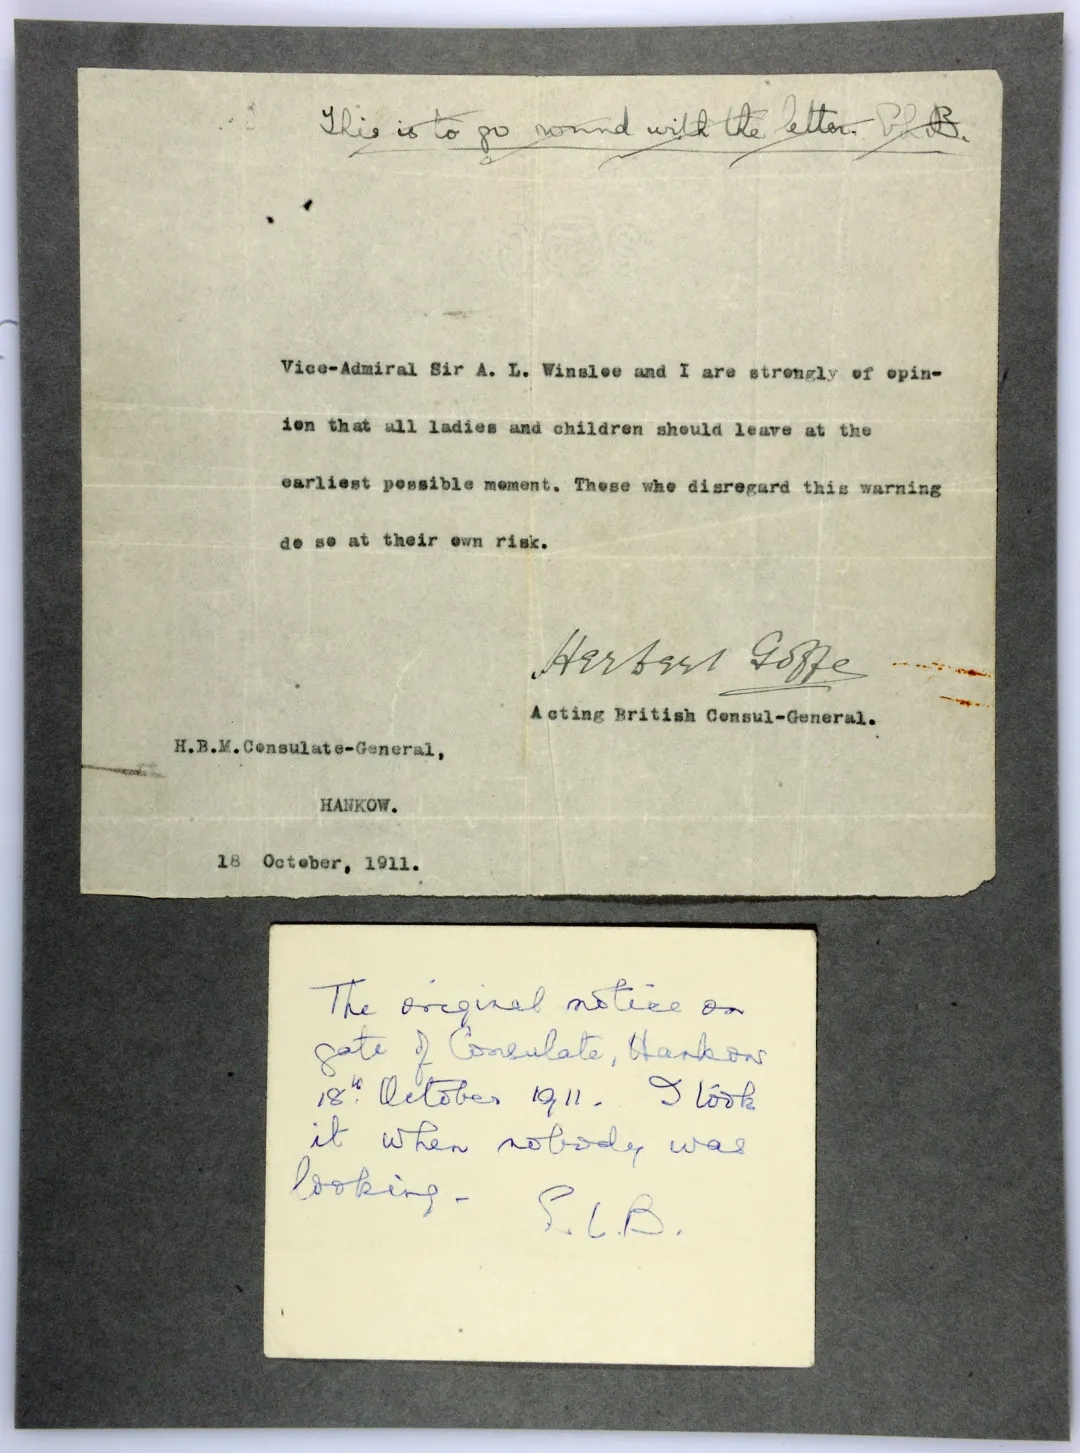 This is to go round with the letter. B.
Vice-Admiral Sir A. L. Winsloe and I are strongly of opin-
ion that all ladies and children should leave at the
earliest possible moment. Those who disregard this warning
do so at their own risk.
Herbert Goffe
Acting British Consul-General.
H.B.M. Consulate-General,
HANKOW.
18 October, 1911.
The original notice on
gate of Consulate, Hankow
18th October 1911. I took
it when nobody was
looking -
E.L.B.